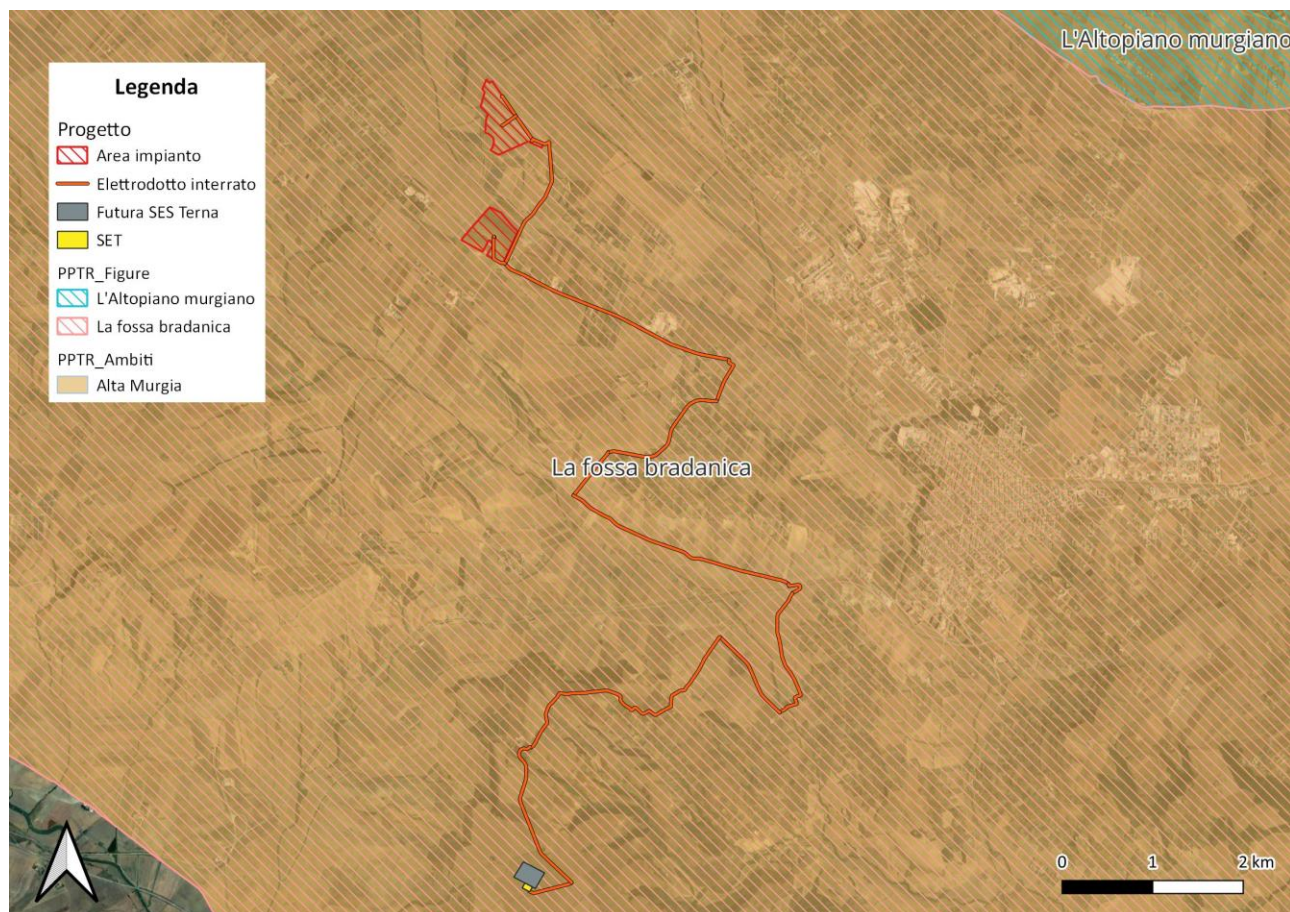 L'Altopiano murgiano
Legenda
Progetto
Area impianto
Elettrodotto interrato
Futura SES Terna
SET
PPTR_Figure
L'Altopiano murgiano
La fossa bradanica
PPTR_Ambiti
Alta Murgia
La fossa bradanica
0 1 2 km